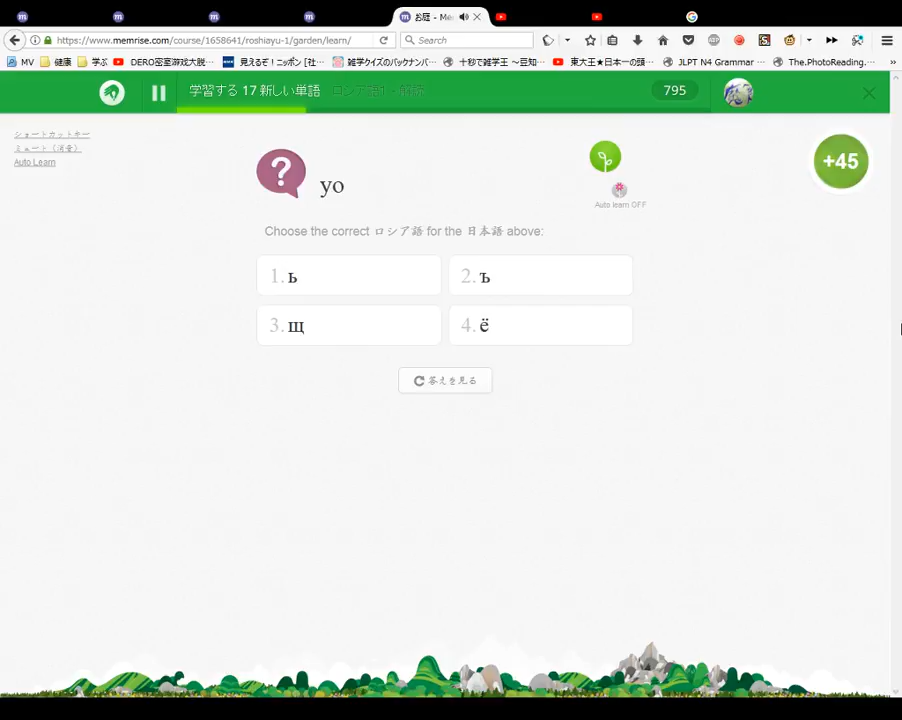 お庭 - Me
https://www.memrise.com/course/1658641/roshiayu-1/garden/learn/
Search
MV 健康 学ぶ DERO密室游戏大脱… 見えるぞ！ニッポン [社… 雑学クイズのバックナンバ… 十秒で雑学王 ー豆知… 東大王★日本一の頭… JLPT N4 Grammar … The.PhotoReading.…
学習する 17 新しい単語
795
ショートカットキー
ミュート（消音）
Auto Learn
+45
?
yo
Auto learn OFF
Choose the correct ロシア語 for the 日本語 above:
1. ь
2. ъ
3. щ
4. ё
答えを見る